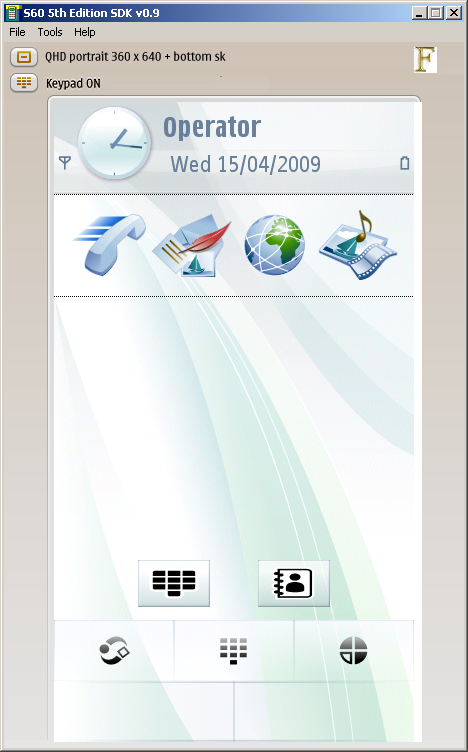 S60 5th Edition SDK v0.9
File Tools Help
QHD portrait 360 x 640 + bottom sk
F
Keypad ON
Operator
Wed 15/04/2009